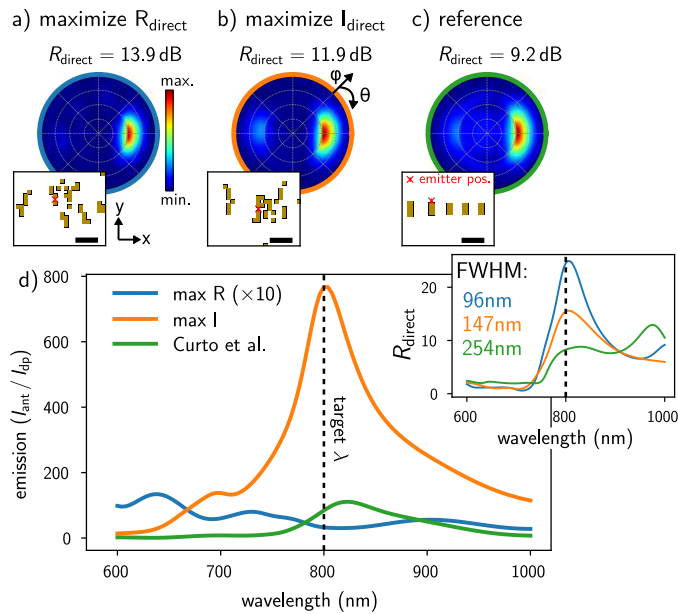 a) maximize R_direct
b) maximize I_direct
c) reference
R_direct = 13.9 dB
R_direct = 11.9 dB
R_direct = 9.2 dB
max.
min.
φ
θ
y
x
× emitter pos.
d)
max R (×10)
max I
Curto et al.
target λ
emission (I_ant / I_dp)
800
600
400
200
0
600
700
800
900
1000
wavelength (nm)
FWHM:
96nm
147nm
254nm
R_direct
20
10
0
600
800
1000
wavelength (nm)